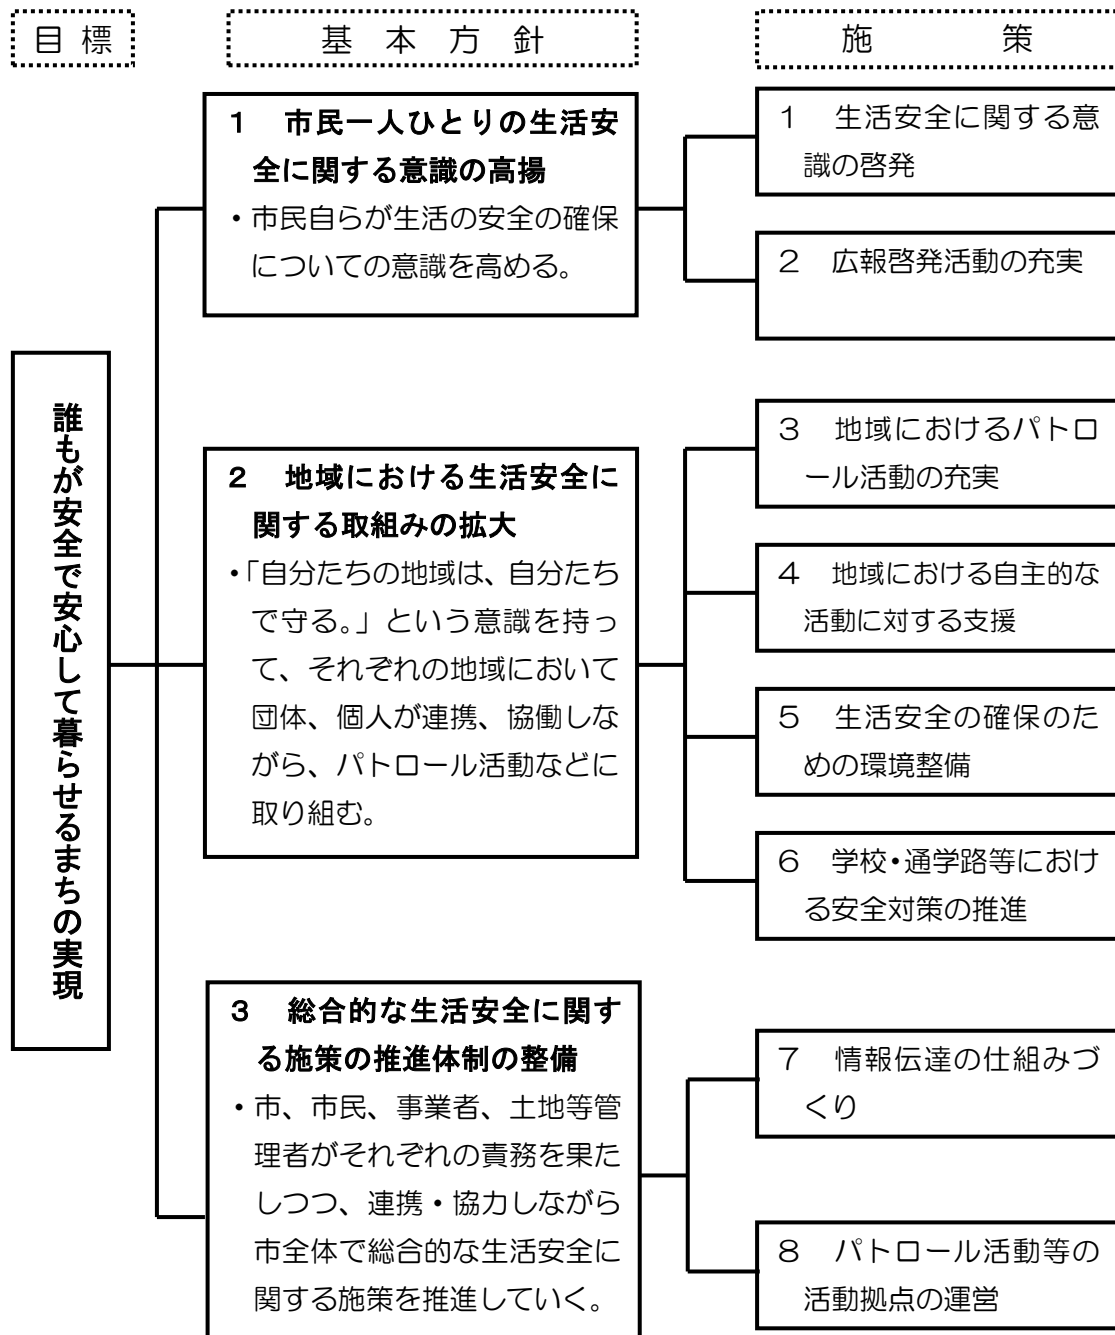 目標
基本方針
施策
誰もが安全で安心して暮らせるまちの実現
１　市民一人ひとりの生活安
全に関する意識の高揚
・市民自らが生活の安全の確保
についての意識を高める。
１　生活安全に関する意
識の啓発
２　広報啓発活動の充実
２　地域における生活安全に
関する取組みの拡大
・「自分たちの地域は、自分たち
で守る。」という意識を持っ
て、それぞれの地域において
団体、個人が連携、協働しな
がら、パトロール活動などに
取り組む。
３　地域におけるパトロ
ール活動の充実
４　地域における自主的な
活動に対する支援
５　生活安全の確保のた
めの環境整備
６　学校・通学路等におけ
る安全対策の推進
３　総合的な生活安全に関す
る施策の推進体制の整備
・市、市民、事業者、土地等管
理者がそれぞれの責務を果た
しつつ、連携・協力しながら
市全体で総合的な生活安全に
関する施策を推進していく。
７　情報伝達の仕組みづ
くり
８　パトロール活動等の
活動拠点の運営